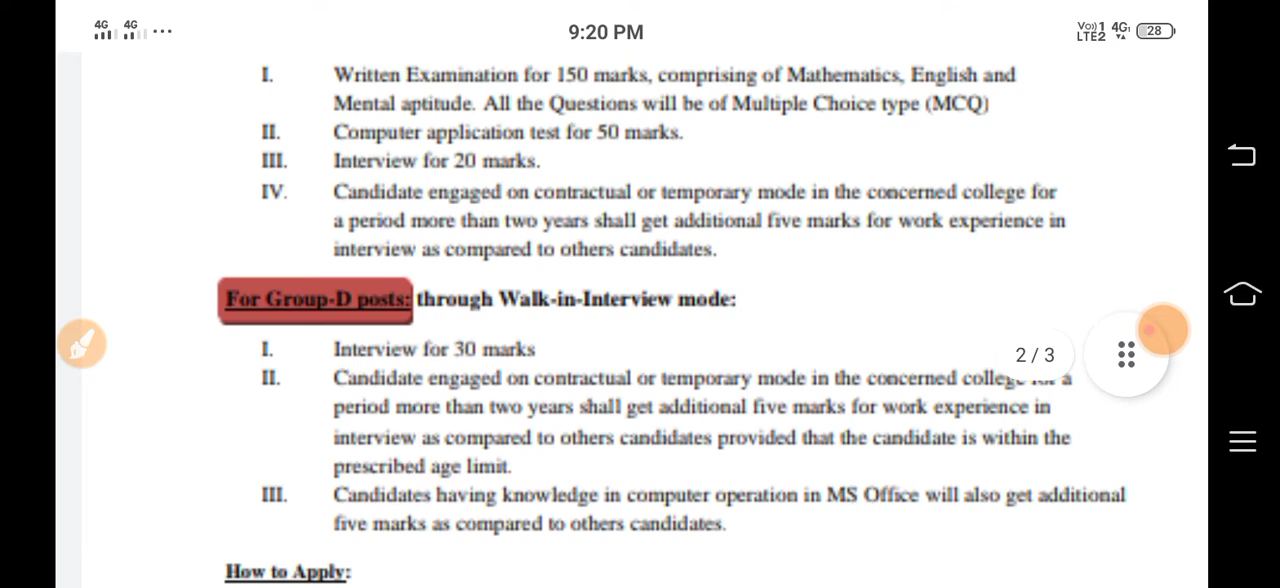 4G 4G ... 9:20 PM Vo)) 1 LTE2 4G 28
I. Written Examination for 150 marks, comprising of Mathematics, English and
Mental aptitude. All the Questions will be of Multiple Choice type (MCQ)
II. Computer application test for 50 marks.
III. Interview for 20 marks.
IV. Candidate engaged on contractual or temporary mode in the concerned college for
a period more than two years shall get additional five marks for work experience in
interview as compared to others candidates.
For Group-D posts: through Walk-in-Interview mode:
I. Interview for 30 marks
2 / 3
II. Candidate engaged on contractual or temporary mode in the concerned college for a
period more than two years shall get additional five marks for work experience in
interview as compared to others candidates provided that the candidate is within the
prescribed age limit.
III. Candidates having knowledge in computer operation in MS Office will also get additional
five marks as compared to others candidates.
How to Apply: